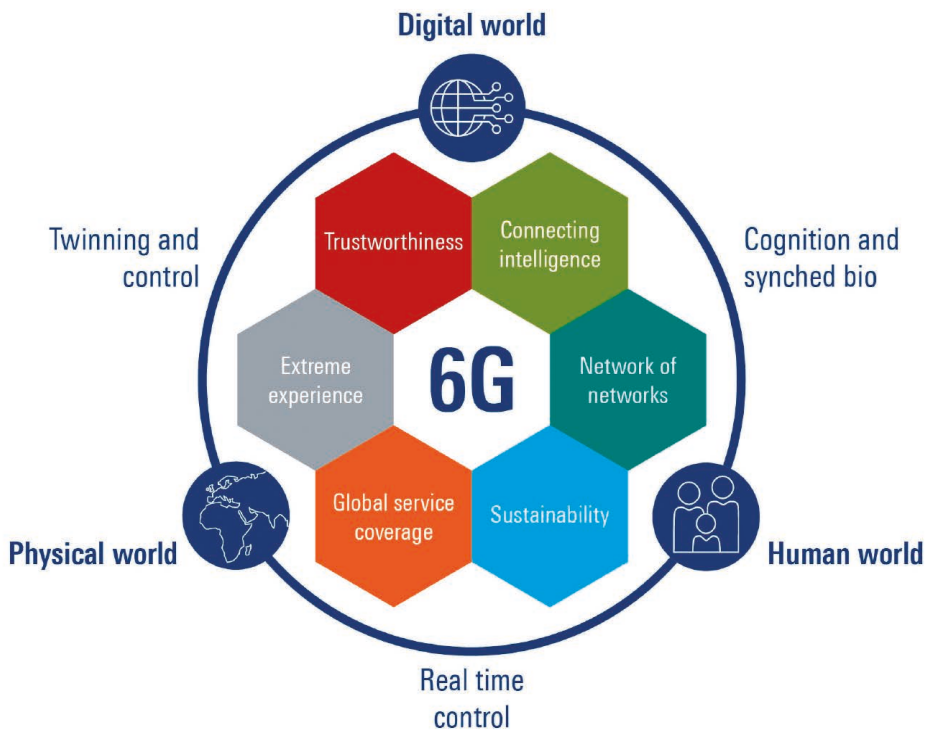 Digital world
Twinning and
control
Cognition and
synched bio
Trustworthiness
Connecting
intelligence
Extreme
experience
6G
Network of
networks
Global service
coverage
Sustainability
Physical world
Human world
Real time
control